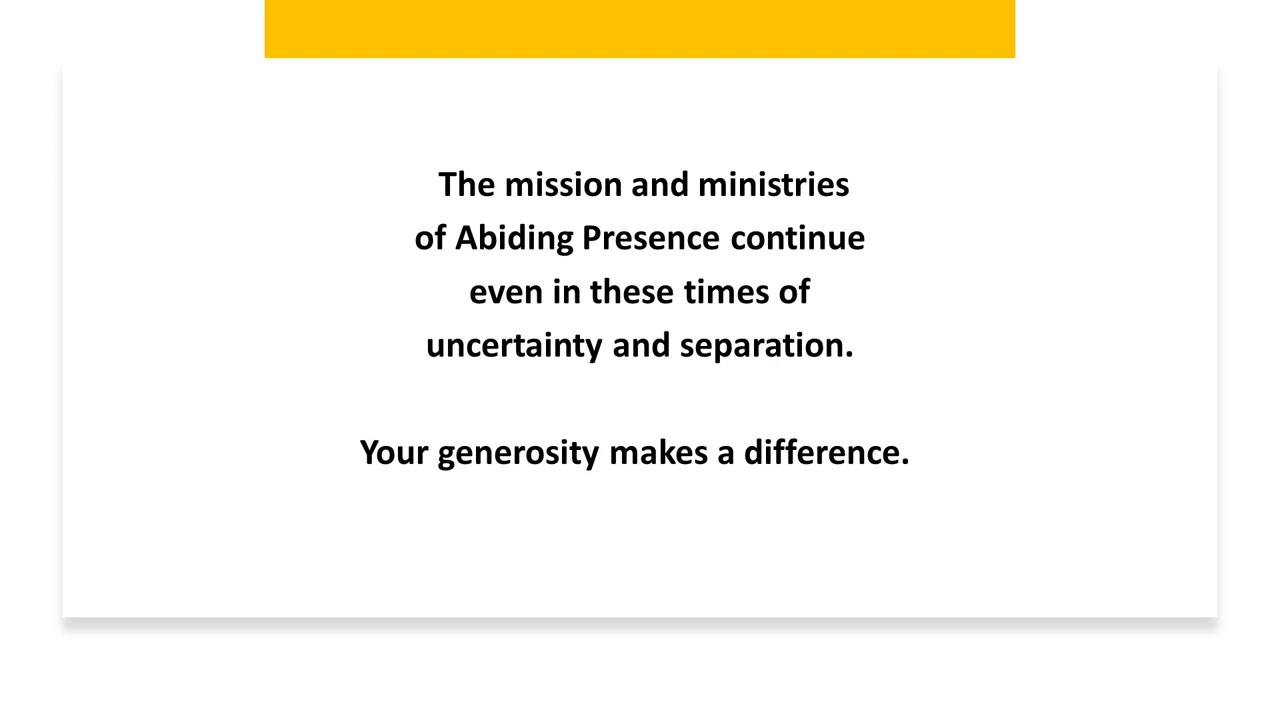 The mission and ministries
of Abiding Presence continue
even in these times of
uncertainty and separation.
Your generosity makes a difference.